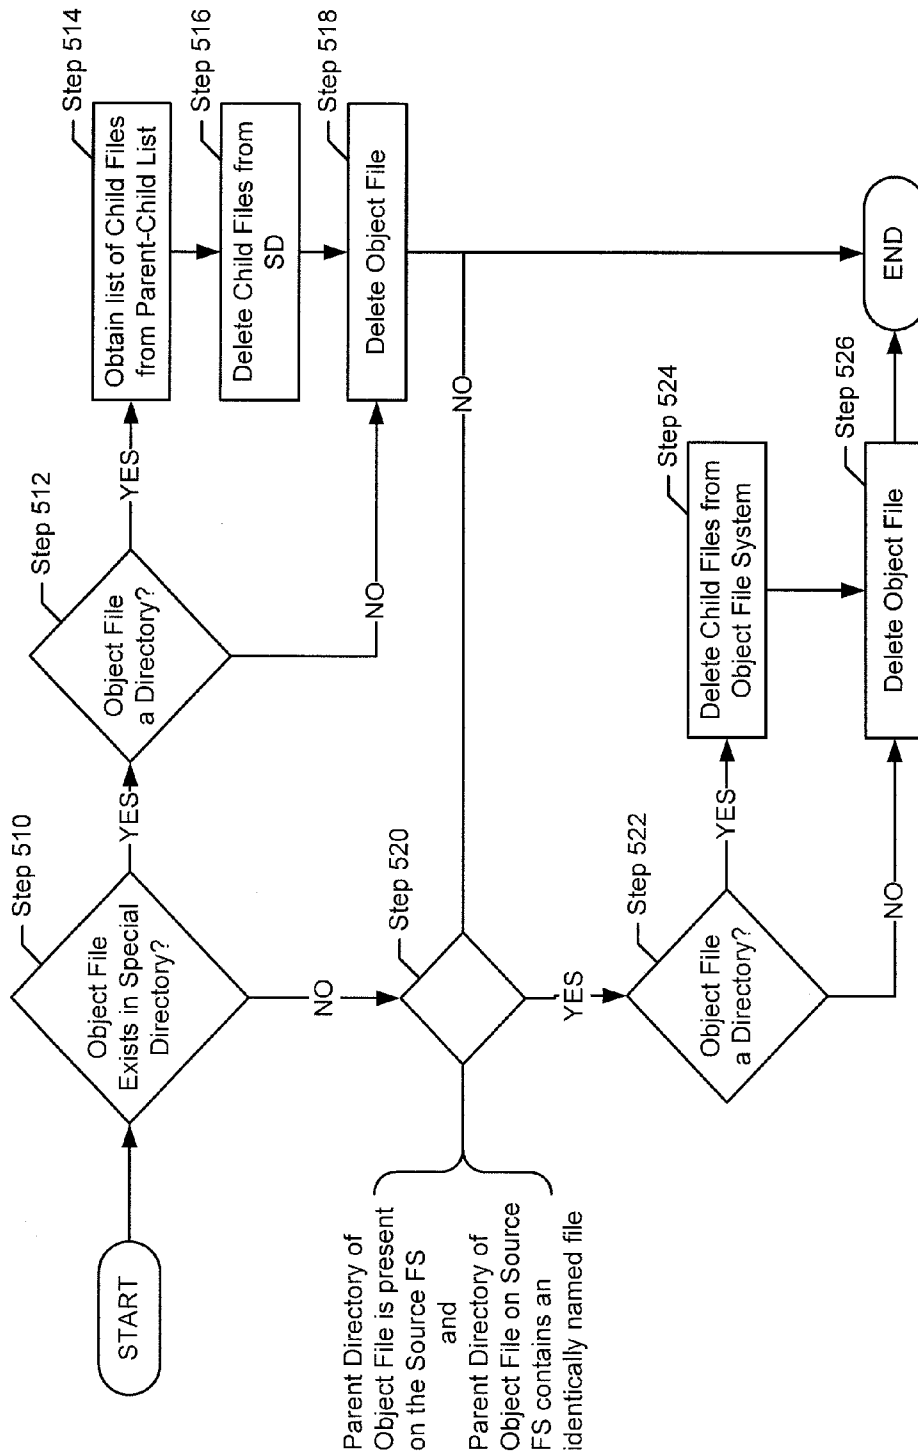 START
Object File
Exists in Special
Directory?
Step 510
YES
Object File
a Directory?
Step 512
YES
Obtain list of Child Files
from Parent-Child List
Step 514
Delete Child Files from
SD
Step 516
Delete Object File
Step 518
NO
NO
Parent Directory of
Object File is present
on the Source FS
and
Parent Directory of
Object File on Source
FS contains an
identically named file
Step 520
NO
YES
Object File
a Directory?
Step 522
YES
Delete Child Files from
Object File System
Step 524
NO
Delete Object File
Step 526
END